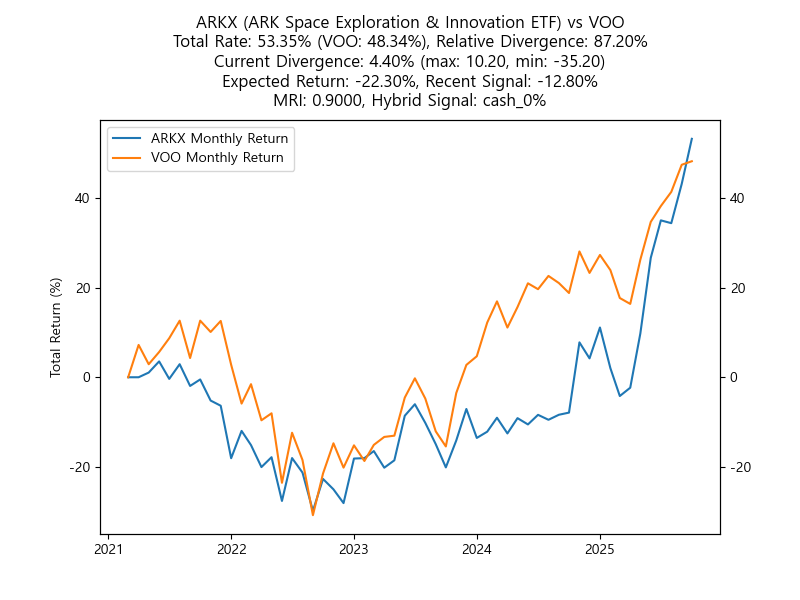 ARKX (ARK Space Exploration & Innovation ETF) vs VOO
Total Rate: 53.35% (VOO: 48.34%), Relative Divergence: 87.20%
Current Divergence: 4.40% (max: 10.20, min: -35.20)
Expected Return: -22.30%, Recent Signal: -12.80%
MRI: 0.9000, Hybrid Signal: cash_0%
ARKX Monthly Return
VOO Monthly Return
Total Return (%)
40
20
0
-20
40
20
0
-20
2021
2022
2023
2024
2025